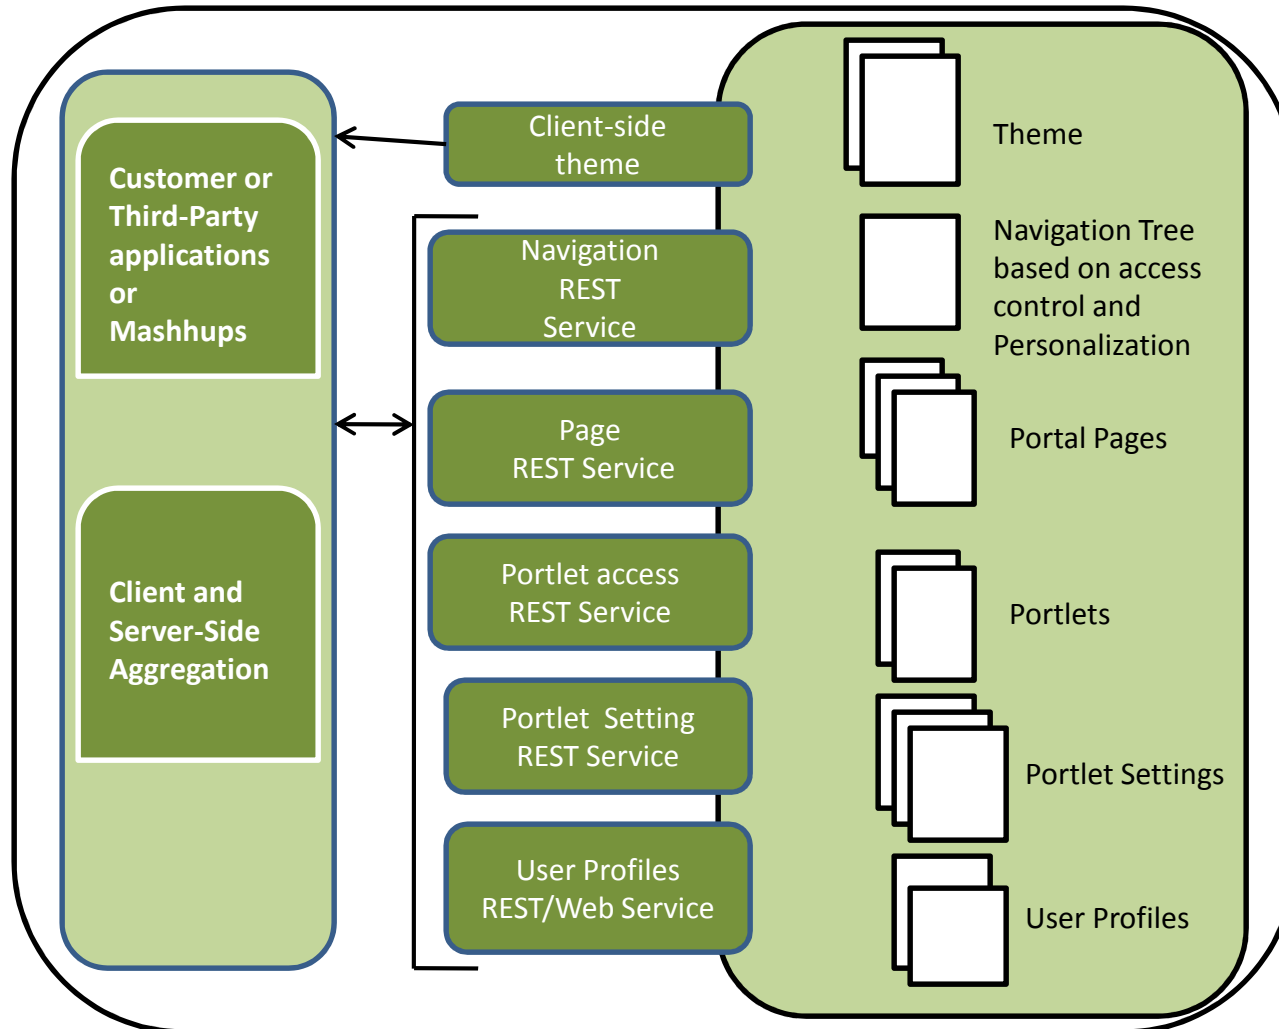 Customer or
Third-Party
applications
or
Mashhups
Client and
Server-Side
Aggregation
Client-side
theme
Navigation
REST
Service
Page
REST Service
Portlet access
REST Service
Portlet  Setting
REST Service
User Profiles
REST/Web Service
Theme
Navigation Tree
based on access
control and
Personalization
Portal Pages
Portlets
Portlet Settings
User Profiles